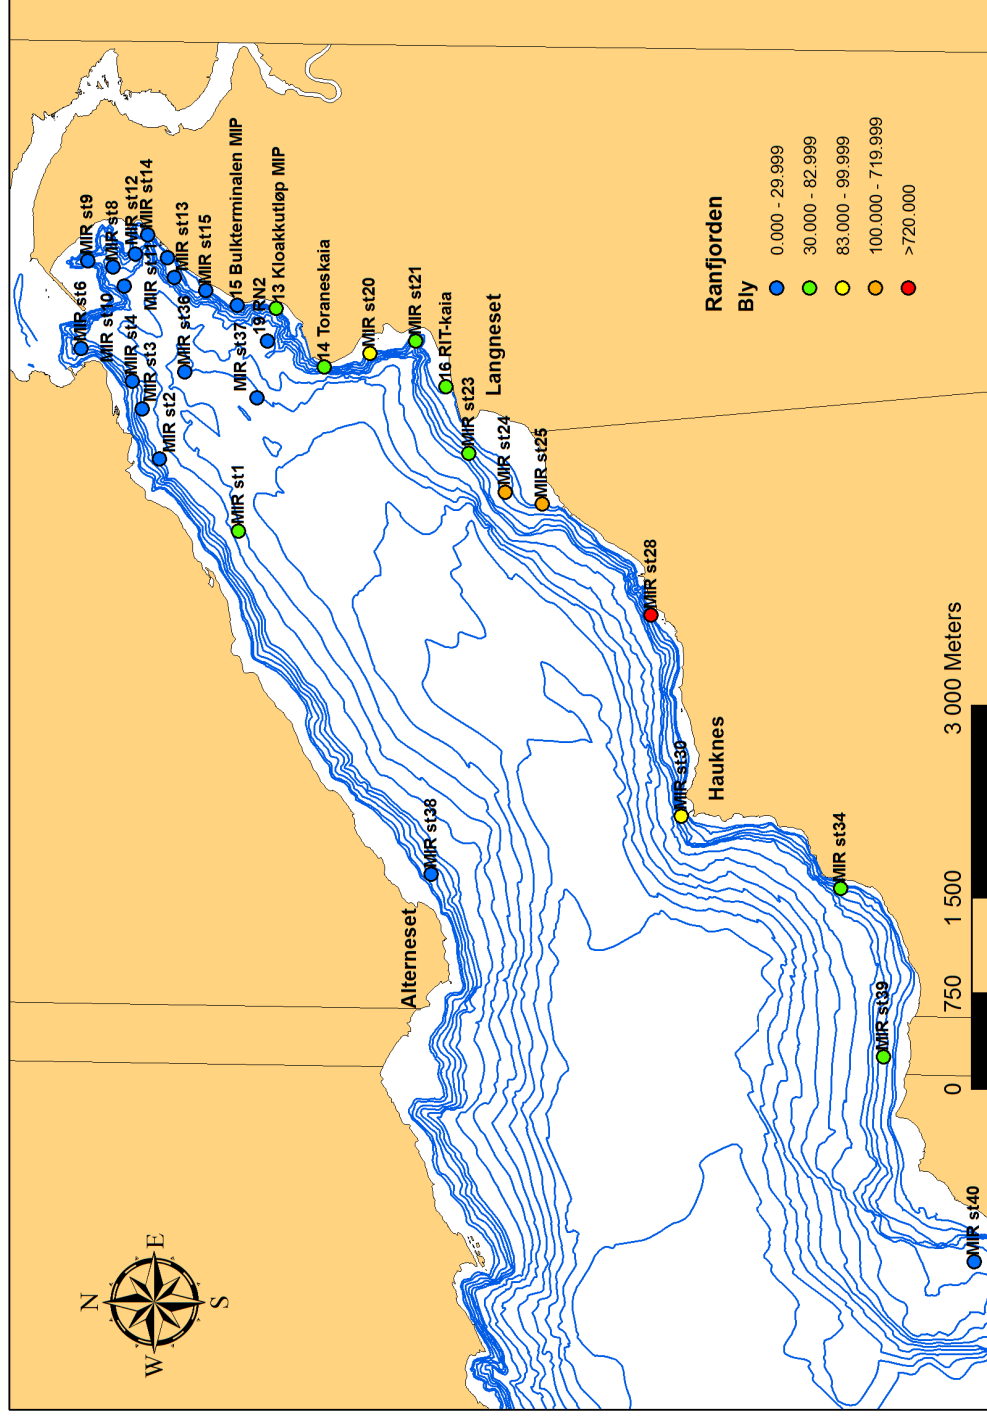 MIR st9
MIR st6
MIR st8
MIR st12
MIR st14
MIR st10
MIR st11
MIR st4
MIR st13
MIR st3
MIR st15
MIR st36
MIR st2
15 Bulkterminalen MIP
19 RN2
13 Kloakkutløp MIP
MIR st37
14 Toraneskaia
MIR st20
MIR st1
MIR st21
16 RIT-kaia
Langneset
MIR st23
MIR st24
MIR st25
MIR st28
MIR st30
Hauknes
MIR st38
Alterneset
MIR st34
MIR st39
MIR st40
Ranfjorden
Bly
0.000 - 29.999
30.000 - 82.999
83.000 - 99.999
100.000 - 719.999
>720.000
N
W E
S
0 750 1 500 3 000 Meters